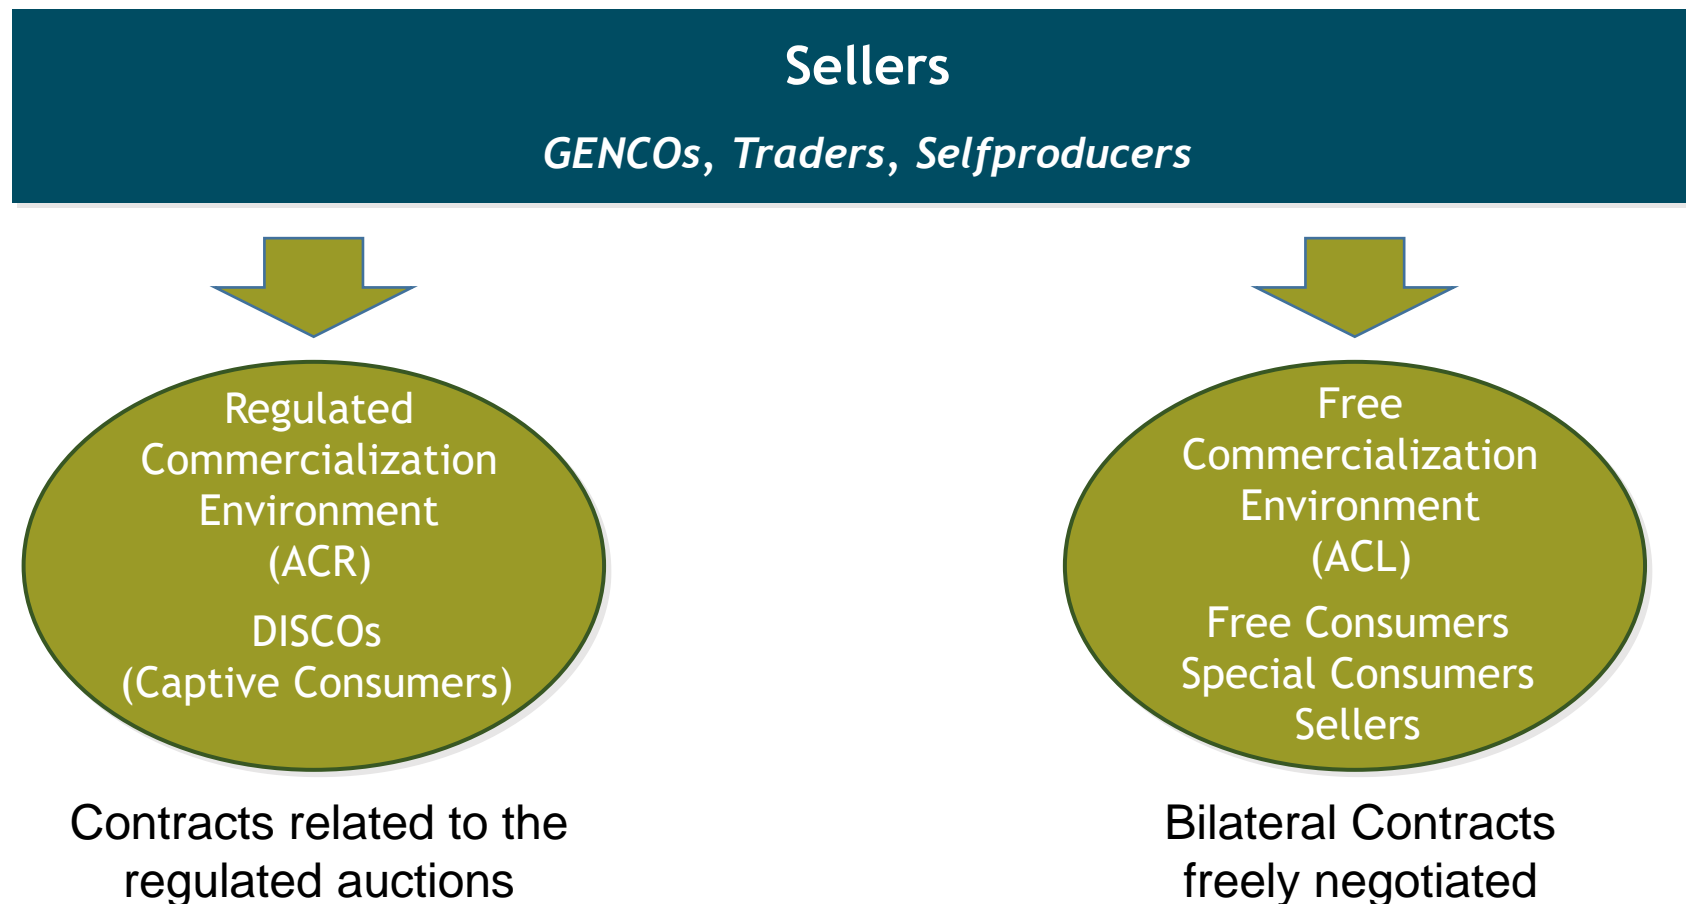 Sellers
GENCOs, Traders, Selfproducers
Regulated
Commercialization
Environment
(ACR)
DISCOs
(Captive Consumers)
Contracts related to the
regulated auctions
Free
Commercialization
Environment
(ACL)
Free Consumers
Special Consumers
Sellers
Bilateral Contracts
freely negotiated